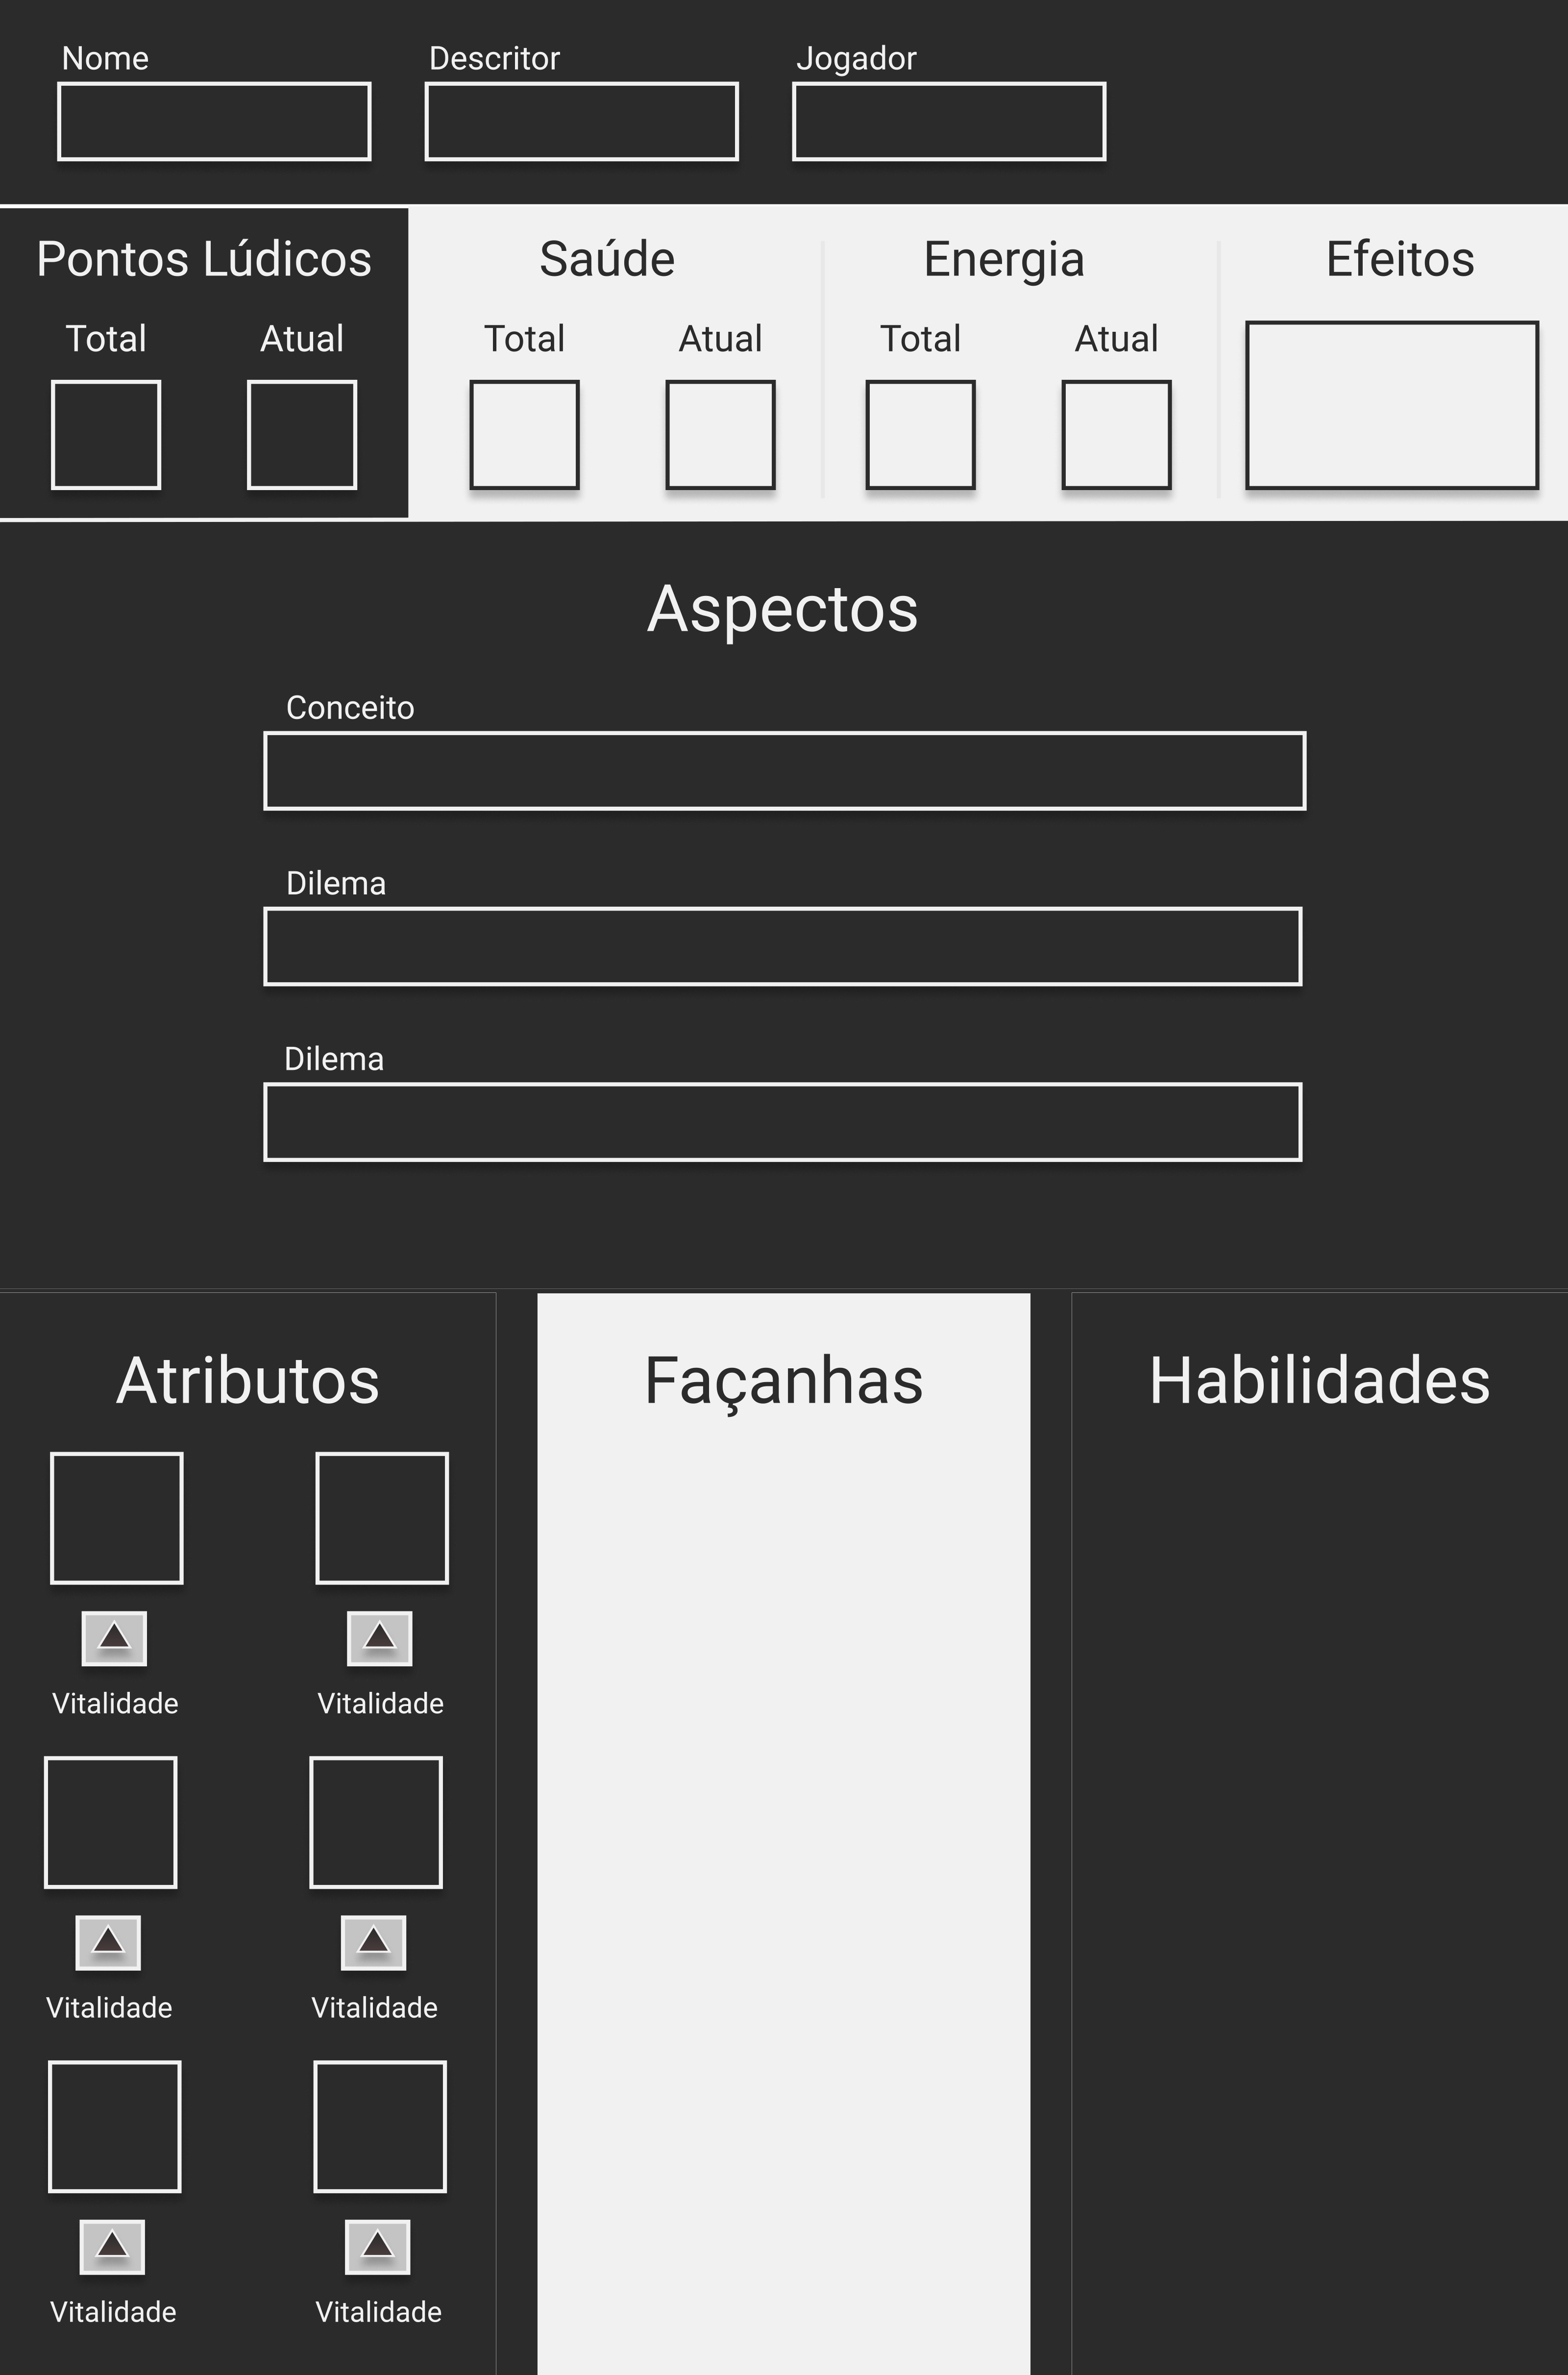 Nome Descritor Jogador
Pontos Lúdicos Saúde Energia Efeitos
Total Atual Total Atual Total Atual
Aspectos
Conceito
Dilema
Dilema
Atributos Façanhas Habilidades
Vitalidade Vitalidade
Vitalidade Vitalidade
Vitalidade Vitalidade